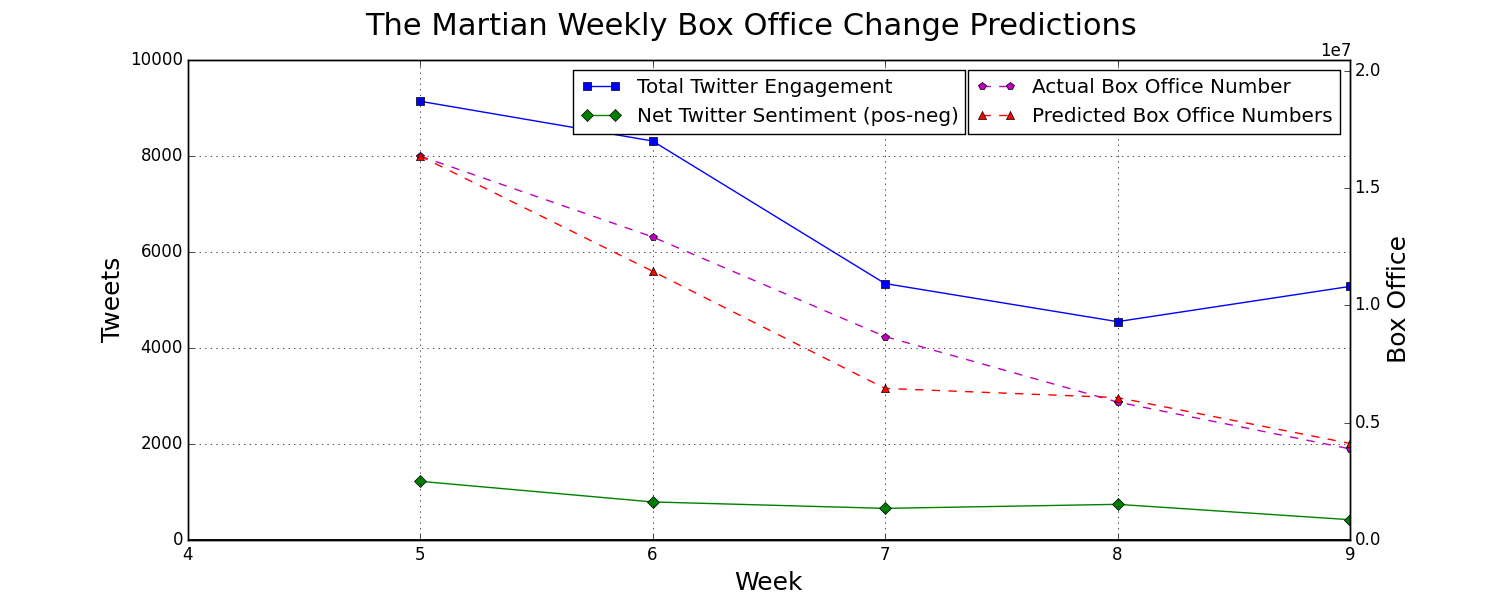 The Martian Weekly Box Office Change Predictions
1e7
10000
8000
6000
4000
2000
0
Tweets
Total Twitter Engagement
Net Twitter Sentiment (pos-neg)
Actual Box Office Number
Predicted Box Office Numbers
2.0
1.5
1.0
0.5
0.0
Box Office
4 5 6 7 8 9
Week